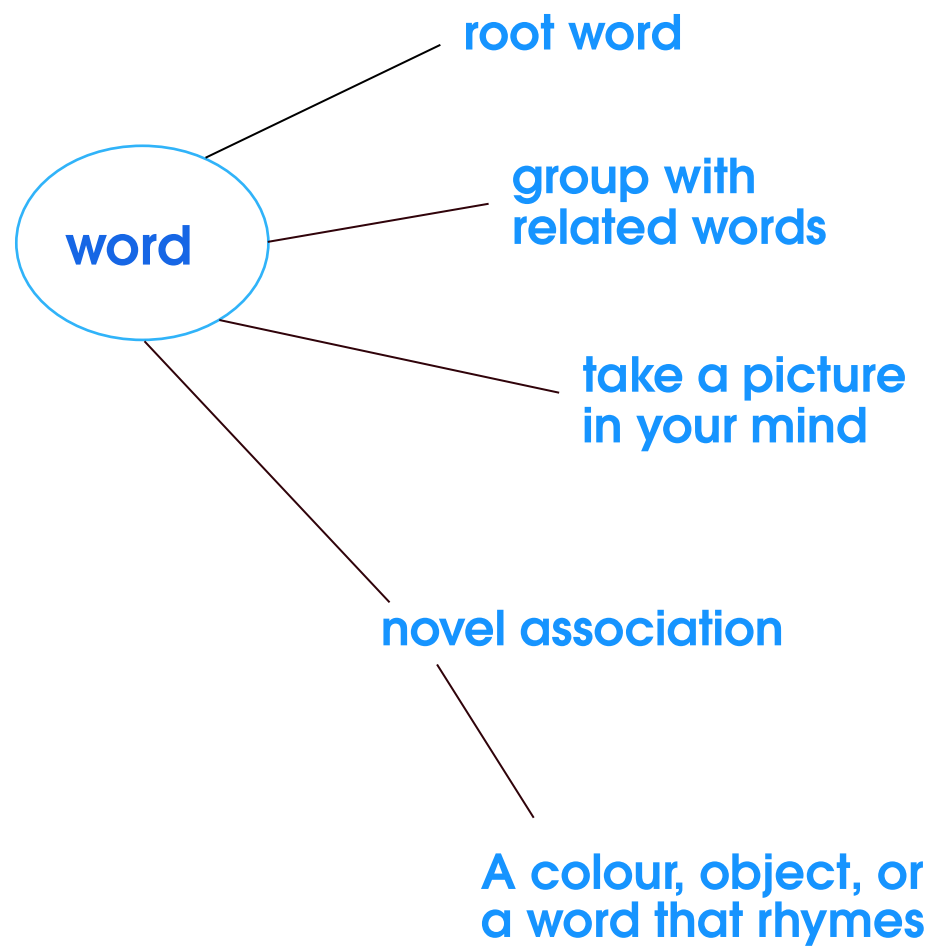 root word
group with
related words
word
take a picture
in your mind
novel association
A colour, object, or
a word that rhymes